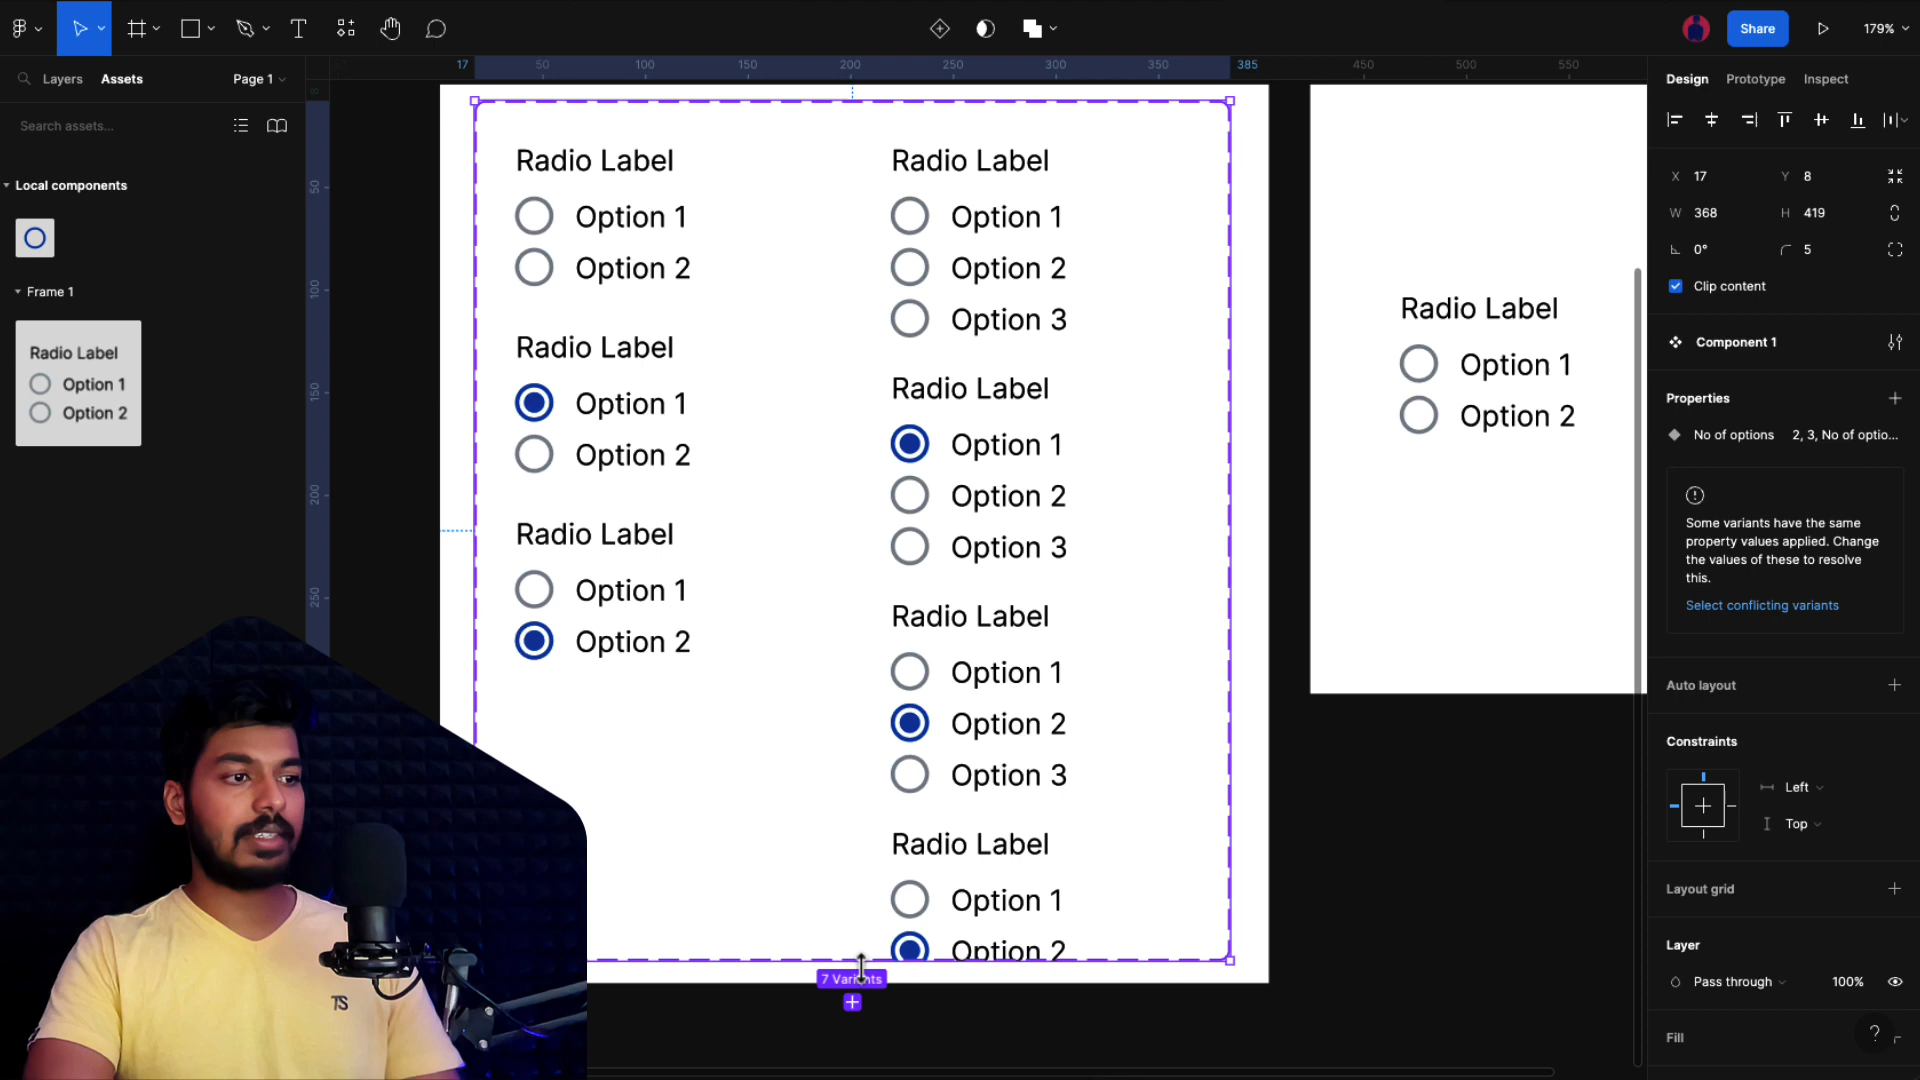 Share
179%
Layers
Assets
Page 1
17
50
100
150
200
250
300
350
385
450
500
550
Design
Prototype
Inspect
Search assets...
Local components
Frame 1
Radio Label
Option 1
Option 2
50
100
150
200
250
Radio Label
Option 1
Option 2
Radio Label
Option 1
Option 2
Radio Label
Option 1
Option 2
Radio Label
Option 1
Option 2
Option 3
Radio Label
Option 1
Option 2
Option 3
Radio Label
Option 1
Option 2
Option 3
Radio Label
Option 1
Option 2
7 Variants
Radio Label
Option 1
Option 2
X 17
Y 8
W 368
H 419
0°
5
Clip content
Component 1
Properties
No of options 2, 3, No of optio...
Some variants have the same
property values applied. Change
the values of these to resolve
this.
Select conflicting variants
Auto layout
Constraints
Left
Top
Layout grid
Layer
Pass through 100%
Fill
?
TS